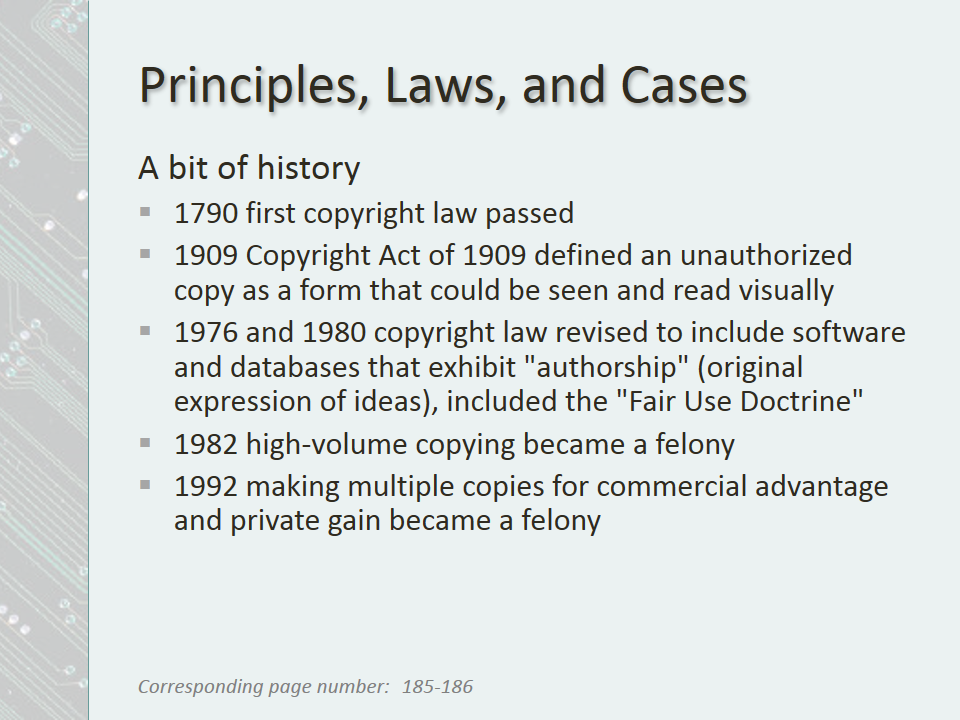 Principles, Laws, and Cases
A bit of history
▪ 1790 first copyright law passed
▪ 1909 Copyright Act of 1909 defined an unauthorized
copy as a form that could be seen and read visually
▪ 1976 and 1980 copyright law revised to include software
and databases that exhibit "authorship" (original
expression of ideas), included the "Fair Use Doctrine"
▪ 1982 high-volume copying became a felony
▪ 1992 making multiple copies for commercial advantage
and private gain became a felony
Corresponding page number: 185-186